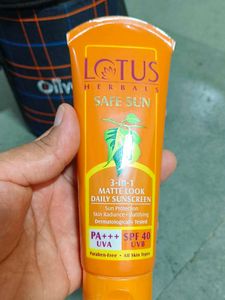 LOTUS
HERBALS
SAFE SUN
3-in-1
MATTE LOOK
DAILY SUNSCREEN
Sun Protection
Skin Radiance · Mattifying
Dermatologically Tested
PA+++
UVA
SPF 40
UVB
Paraben-Free • All Skin Types